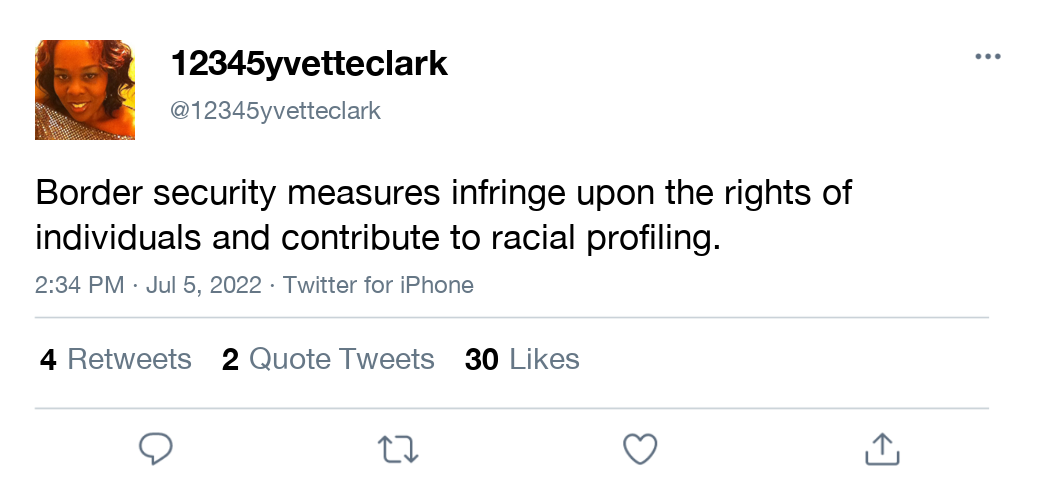 12345yvetteclark
@12345yvetteclark
Border security measures infringe upon the rights of
individuals and contribute to racial profiling.
2:34 PM · Jul 5, 2022 · Twitter for iPhone
4 Retweets 2 Quote Tweets 30 Likes